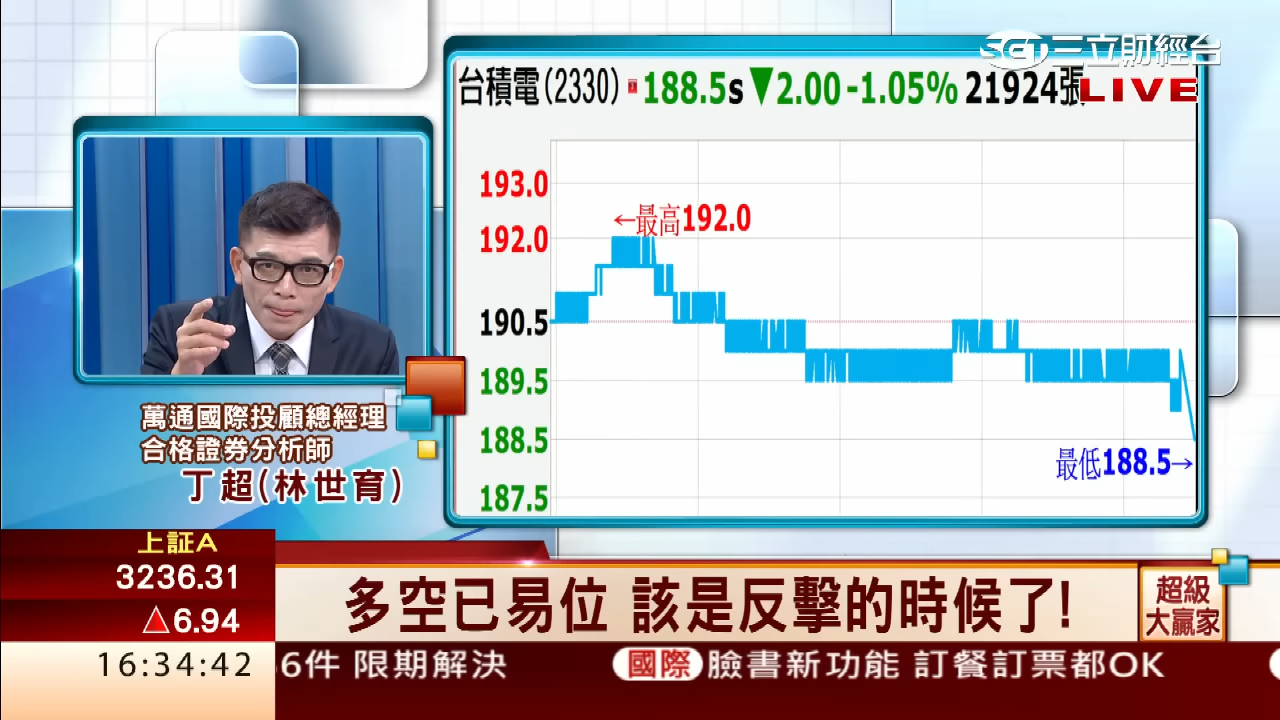 SET三立財經台
LIVE
台積電(2330) 188.5s▼2.00-1.05% 21924張
193.0
←最高192.0
192.0
190.5
189.5
188.5
最低188.5→
187.5
萬通國際投顧總經理
合格證券分析師
丁超(林世育)
上証A
3236.31
△6.94
多空已易位 該是反擊的時候了!
超級
大贏家
16:34:42
6件 限期解決 國際 臉書新功能 訂餐訂票都OK